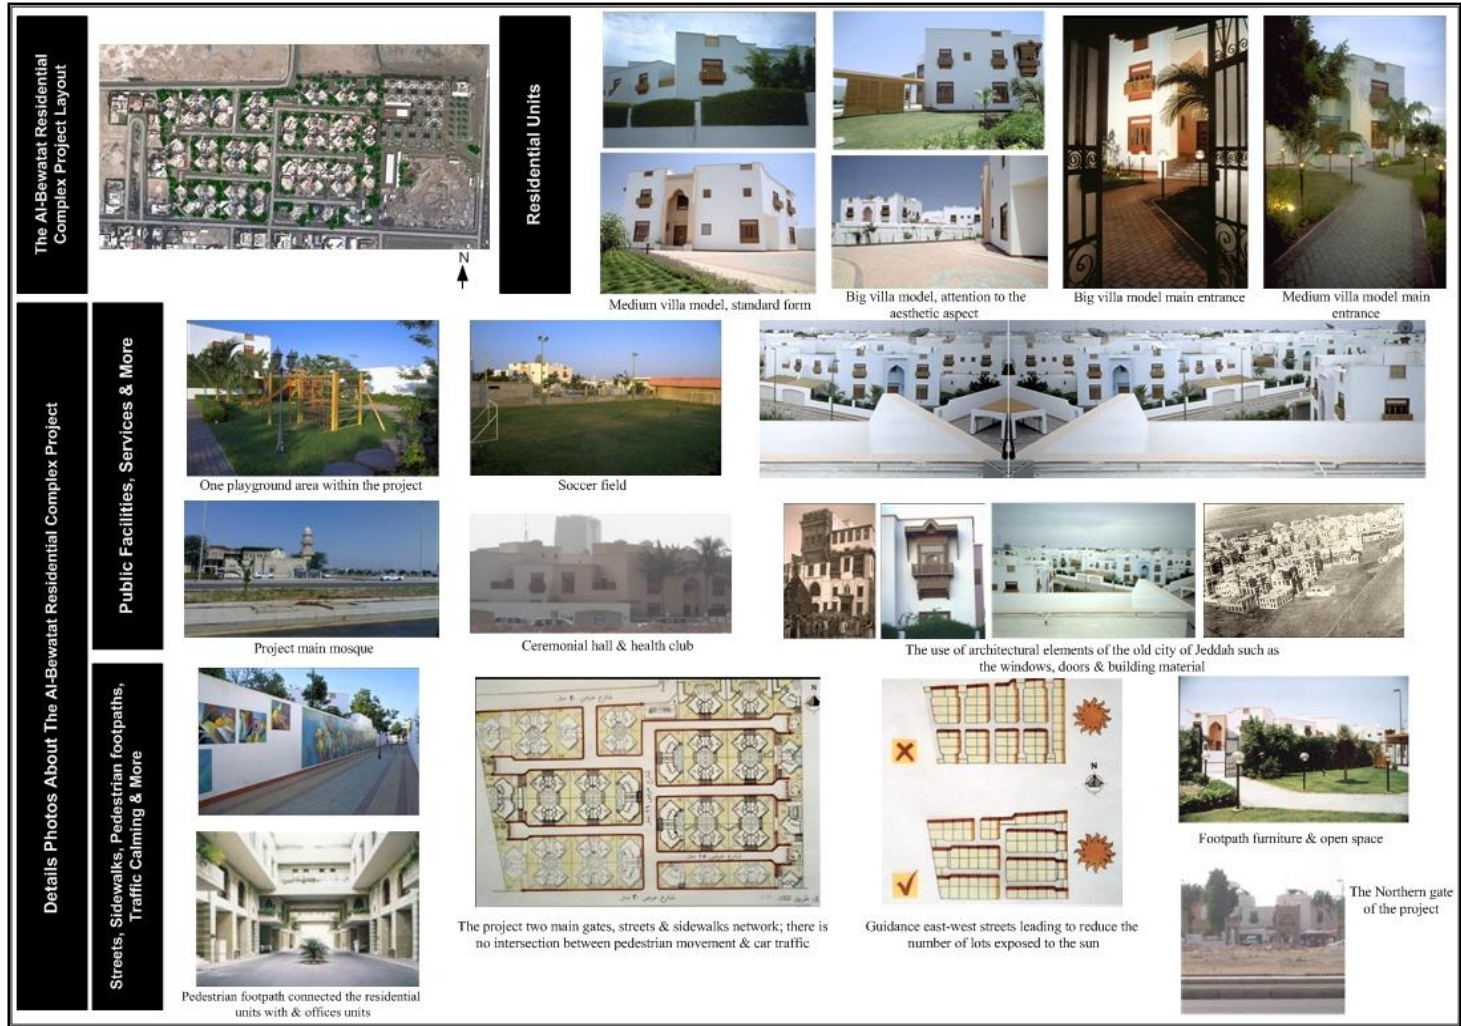 The Al-Bewatat Residential
Complex Project Layout
N
Residential Units
Medium villa model, standard form
Big villa model, attention to the
aesthetic aspect
Big villa model main entrance
Medium villa model main
entrance
Details Photos About The Al-Bewatat Residential Complex Project
Public Facilities, Services & More
One playground area within the project
Soccer field
Project main mosque
Ceremonial hall & health club
The use of architectural elements of the old city of Jeddah such as
the windows, doors & building material
Streets, Sidewalks, Pedestrian footpaths,
Traffic Calming & More
Pedestrian footpath connected the residential
units with & offices units
N
شارع عرض
شارع عرض
شارع عرض
The project two main gates, streets & sidewalks network; there is
no intersection between pedestrian movement & car traffic
N
Guidance east-west streets leading to reduce the
number of lots exposed to the sun
Footpath furniture & open space
The Northern gate
of the project